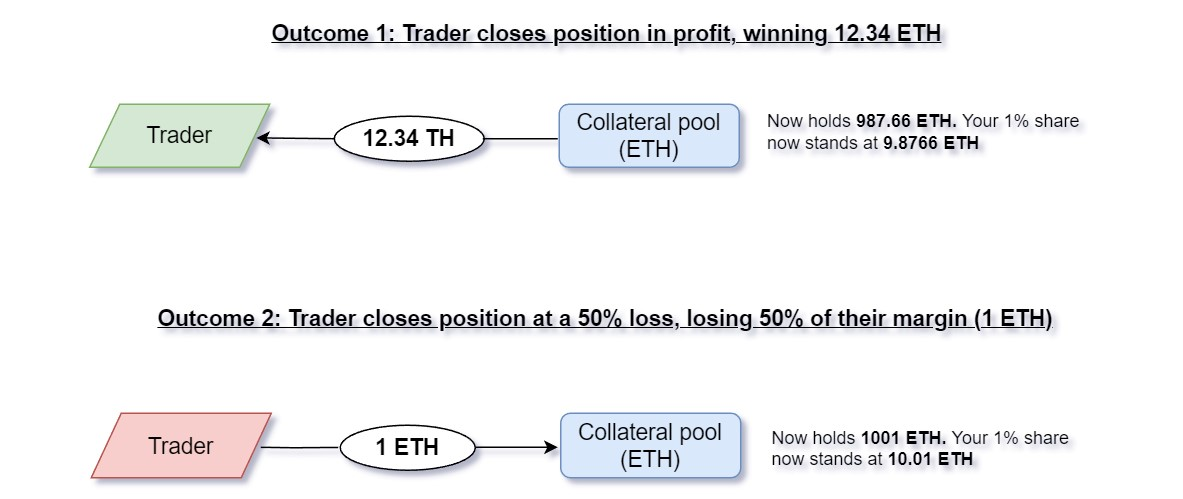 Outcome 1: Trader closes position in profit, winning 12.34 ETH
Trader
12.34 TH
Collateral pool
(ETH)
Now holds 987.66 ETH. Your 1% share
now stands at 9.8766 ETH
Outcome 2: Trader closes position at a 50% loss, losing 50% of their margin (1 ETH)
Trader
1 ETH
Collateral pool
(ETH)
Now holds 1001 ETH. Your 1% share
now stands at 10.01 ETH